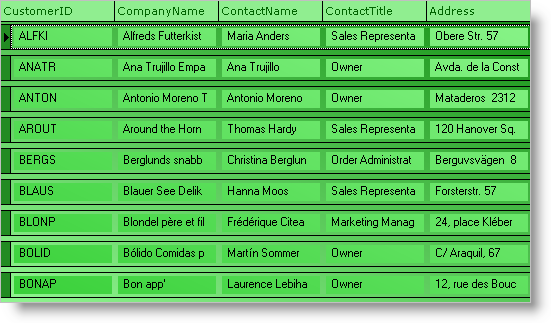 CustomerID CompanyName ContactName ContactTitle Address
ALFKI Alfreds Futterkist Maria Anders Sales Representa Obere Str. 57
ANATR Ana Trujillo Empa Ana Trujillo Owner Avda. de la Const
ANTON Antonio Moreno T Antonio Moreno Owner Mataderos 2312
AROUT Around the Horn Thomas Hardy Sales Representa 120 Hanover Sq.
BERGS Berglunds snabb Christina Berglun Order Administrat Berguvsvägen 8
BLAUS Blauer See Delik Hanna Moos Sales Representa Forsterstr. 57
BLONP Blondel père et fil Frédérique Citea Marketing Manag 24, place Kléber
BOLID Bólido Comidas p Martín Sommer Owner C/ Araquil, 67
BONAP Bon app' Laurence Lebiha Owner 12, rue des Bouc